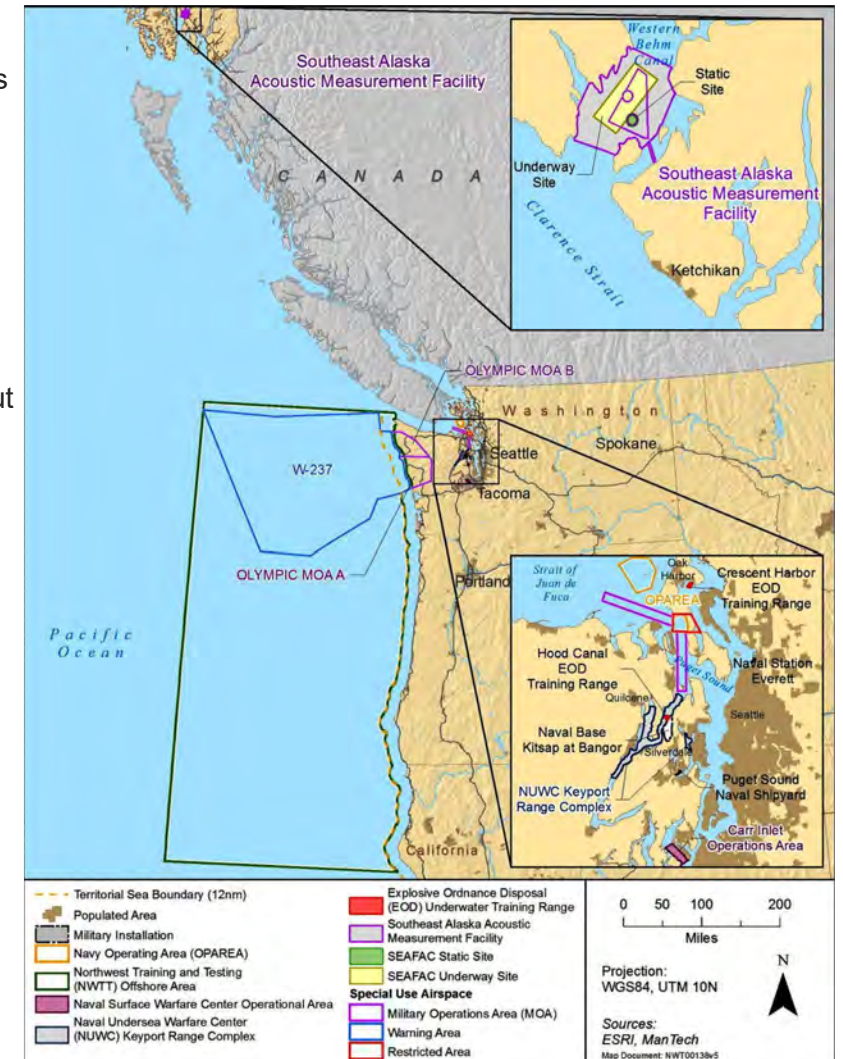 s
ut
Southeast Alaska
Acoustic Measurement Facility
C A N A D A
Western
Behm
Canal
Static
Site
Underway
Site
Southeast Alaska
Acoustic Measurement
Facility
Clarence Strait
Ketchikan
OLYMPIC MOA B
Washington
Spokane
Seattle
Tacoma
W-237
OLYMPIC MOA A
Portland
Pacific
Ocean
California
Strait of
Juan de
Fuca
Oak
Harbor
Crescent Harbor
EOD
Training Range
OPAREA
Hood Canal
EOD
Training Range
Puget Sound
Naval Station
Everett
Quilcene
Seattle
Naval Base
Kitsap at Bangor
Silverdale
NUWC Keyport
Range Complex
Puget Sound
Naval Shipyard
Carr Inlet
Operations Area
Territorial Sea Boundary (12nm)
Populated Area
Military Installation
Navy Operating Area (OPAREA)
Northwest Training and Testing
(NWTT) Offshore Area
Naval Surface Warfare Center Operational Area
Naval Undersea Warfare Center
(NUWC) Keyport Range Complex
Explosive Ordnance Disposal
(EOD) Underwater Training Range
Southeast Alaska Acoustic
Measurement Facility
SEAFAC Static Site
SEAFAC Underway Site
Special Use Airspace
Military Operations Area (MOA)
Warning Area
Restricted Area
0 50 100 200
Miles
N
Projection:
WGS84, UTM 10N
Sources:
ESRI, ManTech
Map Document: NWT00138v5